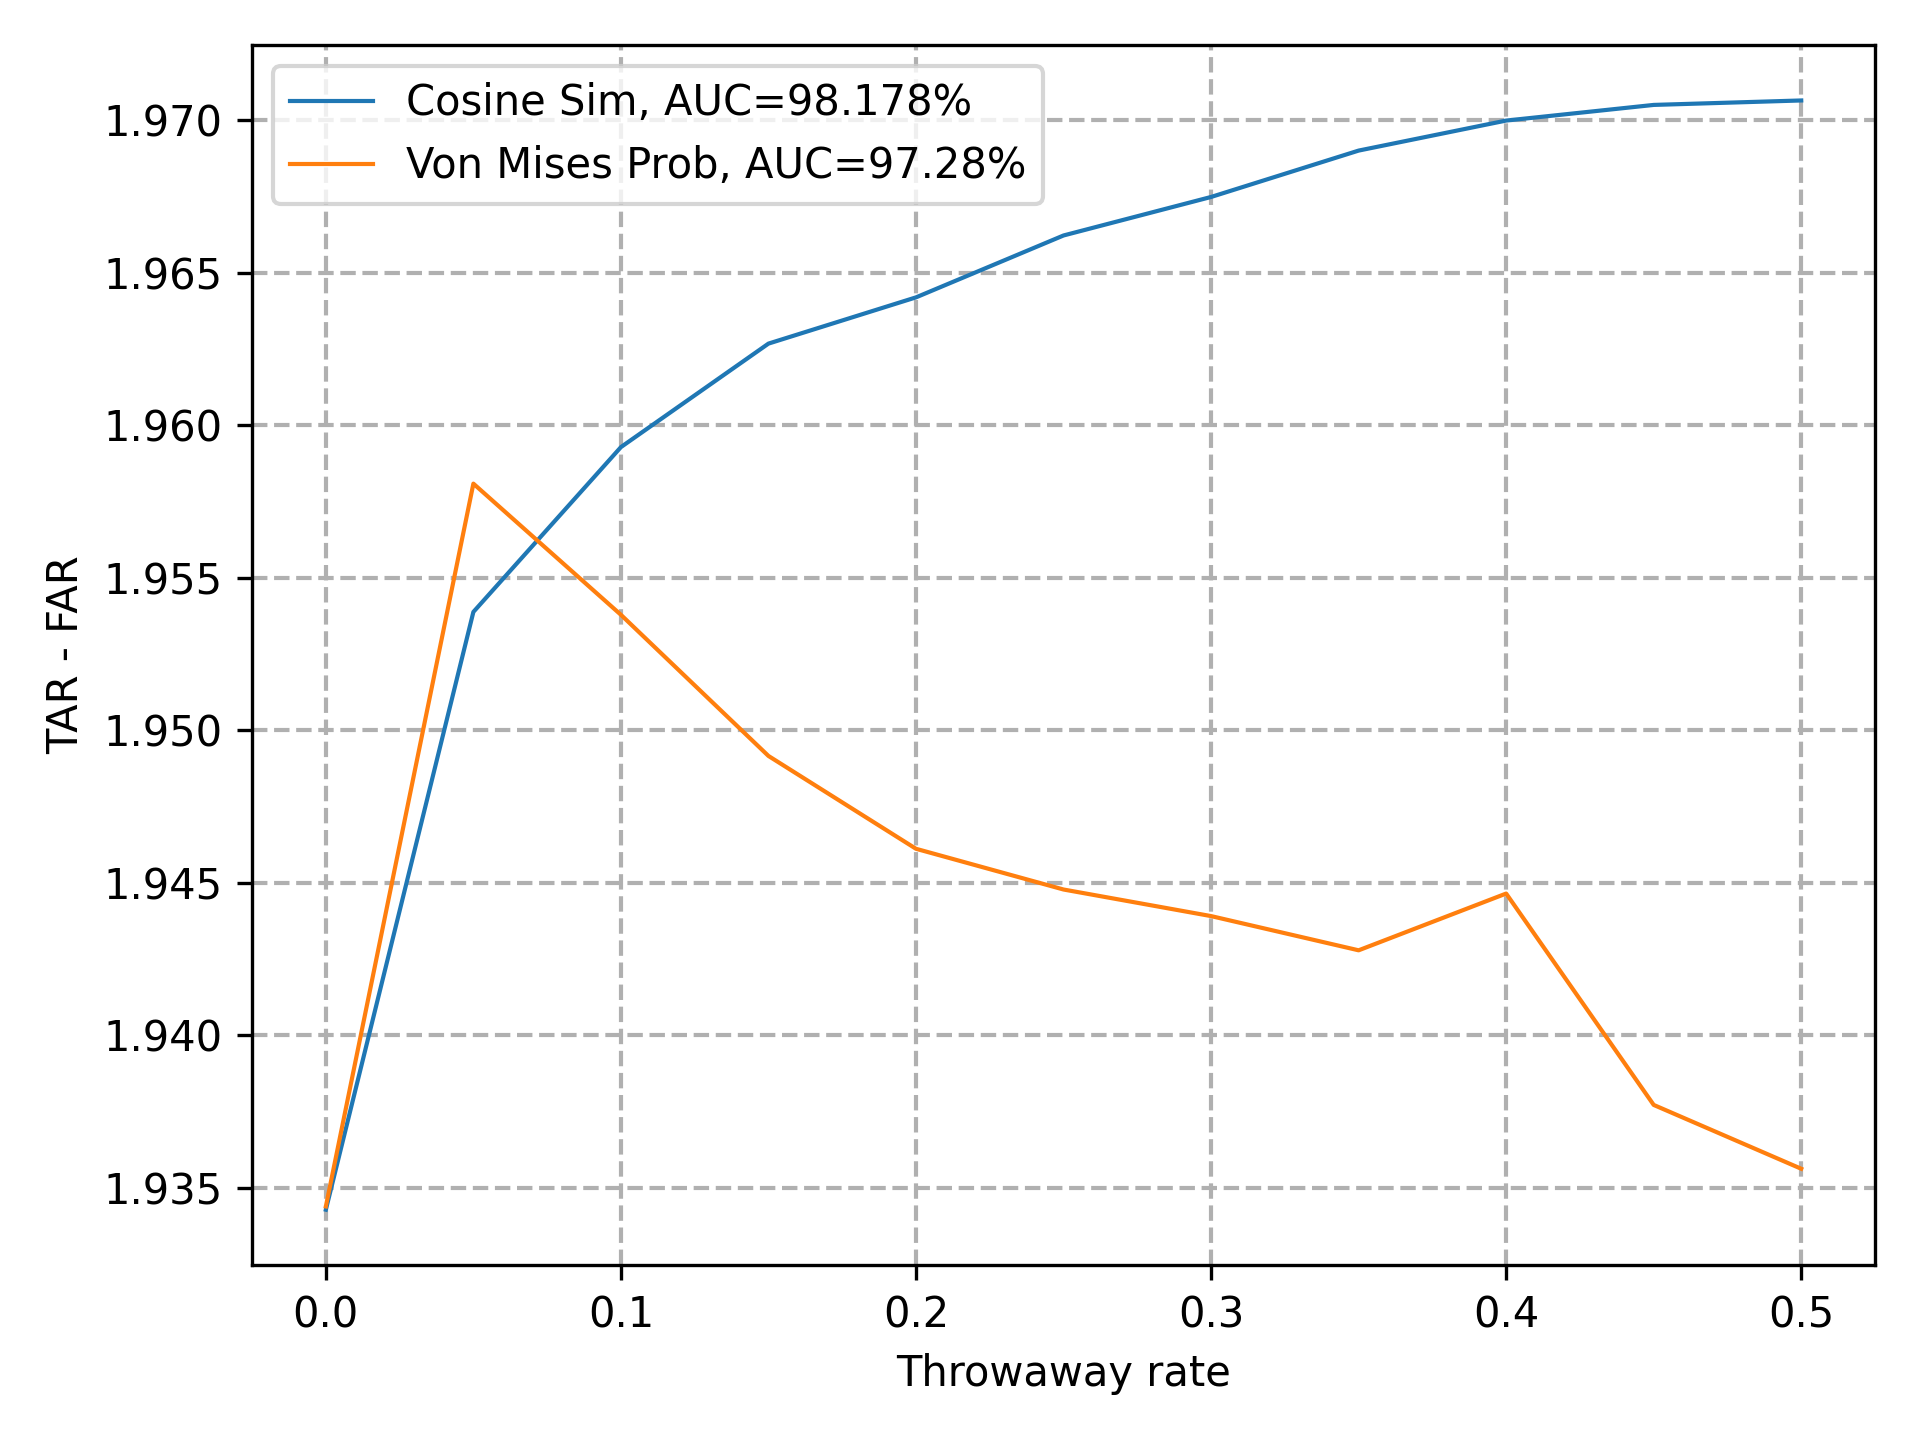 Cosine Sim, AUC=98.178%
Von Mises Prob, AUC=97.28%
1.970
1.965
1.960
1.955
1.950
1.945
1.940
1.935
TAR - FAR
0.0 0.1 0.2 0.3 0.4 0.5
Throwaway rate